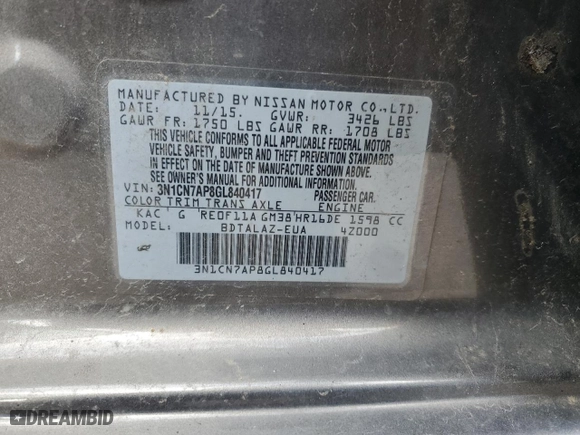 MANUFACTURED BY NISSAN MOTOR CO.,LTD.
DATE: 11/15. GVWR: 3426 LBS
GAWR FR: 1750 LBS GAWR RR: 1708 LBS
THIS VEHICLE CONFORMS TO ALL APPLICABLE FEDERAL MOTOR
VEHICLE SAFETY, BUMPER AND THEFT PREVENTION STANDARDS
IN EFFECT ON THE DATE OF MANUFACTURE SHOWN ABOVE.
SEE OWNER'S MANUAL FOR ADDITIONAL INFORMATION.
VIN: 3N1CN7AP8GL840417 PASSENGER CAR.
COLOR TRIM TRANS AXLE ENGINE
KAC ' G 'RE0F11A GM38'HR16DE 1598 CC
MODEL: BDTALAZ-EUA 4Z000
3N1CN7AP8GL840417
DREAMBID